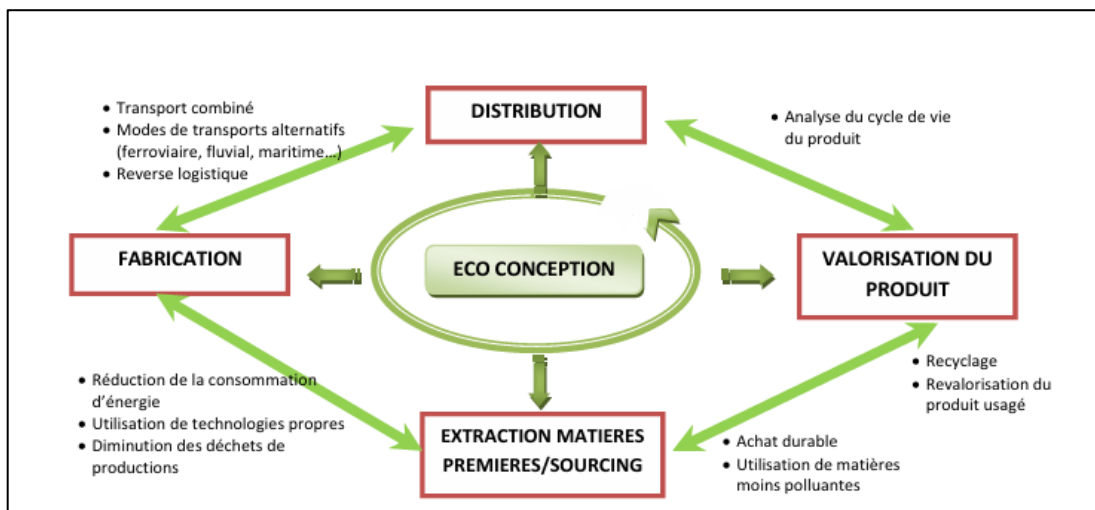 • Transport combiné
• Modes de transports alternatifs
(ferroviaire, fluvial, maritime...)
• Reverse logistique
DISTRIBUTION
• Analyse du cycle de vie
du produit
FABRICATION
ECO CONCEPTION
VALORISATION DU
PRODUIT
• Réduction de la consommation
d'énergie
• Utilisation de technologies propres
• Diminution des déchets de
productions
EXTRACTION MATIERES
PREMIERES/SOURCING
• Recyclage
• Revalorisation du
produit usagé
• Achat durable
• Utilisation de matières
moins polluantes